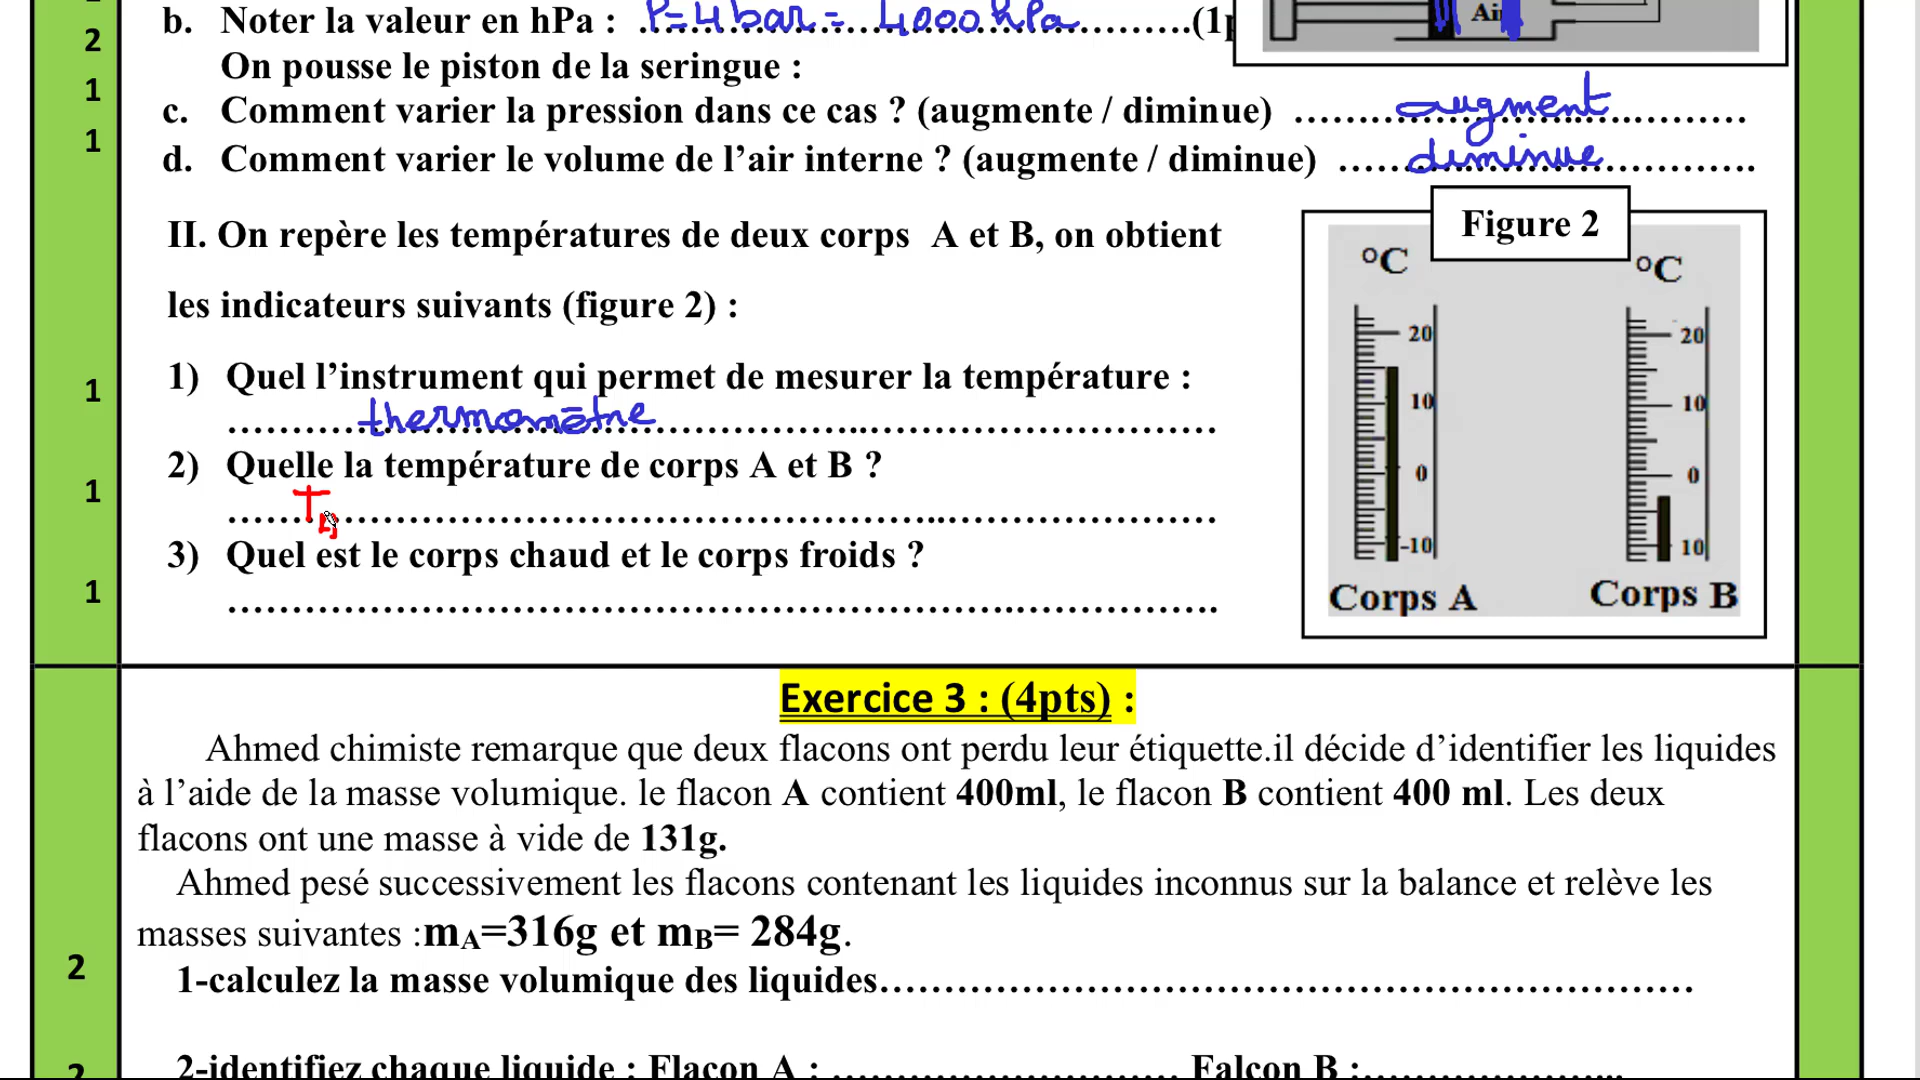 b. Noter la valeur en hPa : P=4bar= 4000hPa (1p
Air
2
On pousse le piston de la seringue :
1
c. Comment varier la pression dans ce cas ? (augmente / diminue) augment
1
d. Comment varier le volume de l’air interne ? (augmente / diminue) diminue
II. On repère les températures de deux corps A et B, on obtient
les indicateurs suivants (figure 2) :
1
1) Quel l’instrument qui permet de mesurer la température :
thermomètre
2) Quelle la température de corps A et B ?
1
T
3) Quel est le corps chaud et le corps froids ?
1
Figure 2
°C °C
20 20
10 10
0 0
-10 10
Corps A Corps B
Exercice 3 : (4pts) :
Ahmed chimiste remarque que deux flacons ont perdu leur étiquette.il décide d’identifier les liquides
à l’aide de la masse volumique. le flacon A contient 400ml, le flacon B contient 400 ml. Les deux
flacons ont une masse à vide de 131g.
Ahmed pesé successivement les flacons contenant les liquides inconnus sur la balance et relève les
masses suivantes :mA=316g et mB= 284g.
2
1-calculez la masse volumique des liquides……………………………………………………
2
2-identifiez chaque liquide : Flacon A : ……………………… Falcon B :…………………...